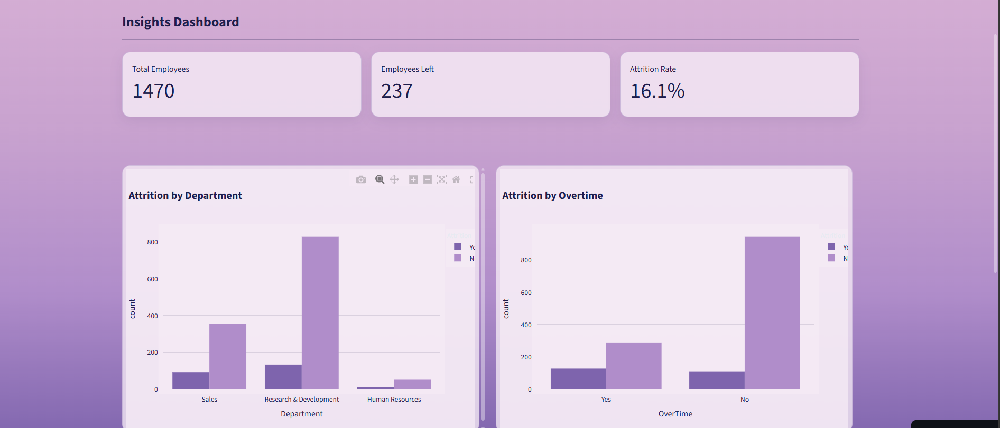 Insights Dashboard
Total Employees
1470
Employees Left
237
Attrition Rate
16.1%
Attrition by Department
800
600
400
200
0
count
Sales
Research & Development
Human Resources
Department
Ye
N
Attrition by Overtime
800
600
400
200
0
count
Yes
No
OverTime
Ye
N